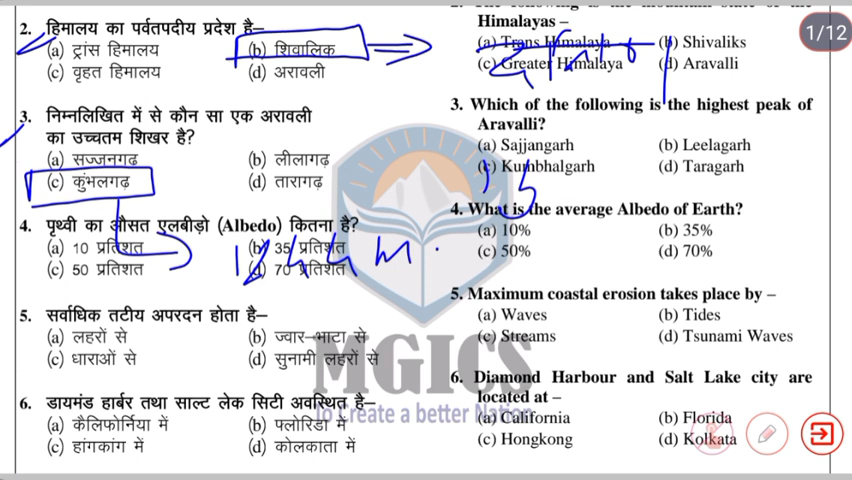 2. हिमालय का पर्वतपदीय प्रदेश है–
(a) ट्रांस हिमालय (b) शिवालिक
(c) वृहत हिमालय (d) अरावली
3. निम्नलिखित में से कौन सा एक अरावली
का उच्चतम शिखर है?
(a) सज्जनगढ़ (b) लीलागढ़
(c) कुंभलगढ़ (d) तारागढ़
4. पृथ्वी का औसत एलबीड़ो (Albedo) कितना है?
(a) 10 प्रतिशत (b) 35 प्रतिशत
(c) 50 प्रतिशत (d) 70 प्रतिशत
5. सर्वाधिक तटीय अपरदन होता है–
(a) लहरों से (b) ज्वार-भाटा से
(c) धाराओं से (d) सुनामी लहरों से
6. डायमंड हार्बर तथा साल्ट लेक सिटी अवस्थित है–
(a) कैलिफोर्निया में (b) फ्लोरिडा में
(c) हांगकांग में (d) कोलकाता में
Himalayas –
(a) Trans Himalaya (b) Shivaliks
(c) Greater Himalaya (d) Aravalli
3. Which of the following is the highest peak of
Aravalli?
(a) Sajjangarh (b) Leelagarh
(c) Kumbhalgarh (d) Taragarh
4. What is the average Albedo of Earth?
(a) 10% (b) 35%
(c) 50% (d) 70%
5. Maximum coastal erosion takes place by –
(a) Waves (b) Tides
(c) Streams (d) Tsunami Waves
6. Diamond Harbour and Salt Lake city are
located at –
(a) California (b) Florida
(c) Hongkong (d) Kolkata
1/12
MGICS
To Create a better Nation